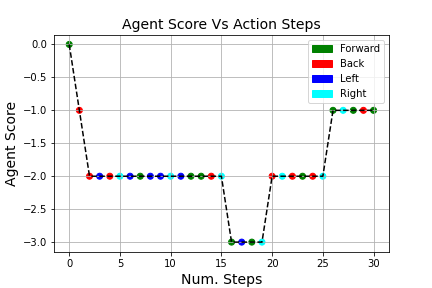 Agent Score Vs Action Steps
Forward
Back
Left
Right
Agent Score
0.0
−0.5
−1.0
−1.5
−2.0
−2.5
−3.0
0 5 10 15 20 25 30
Num. Steps